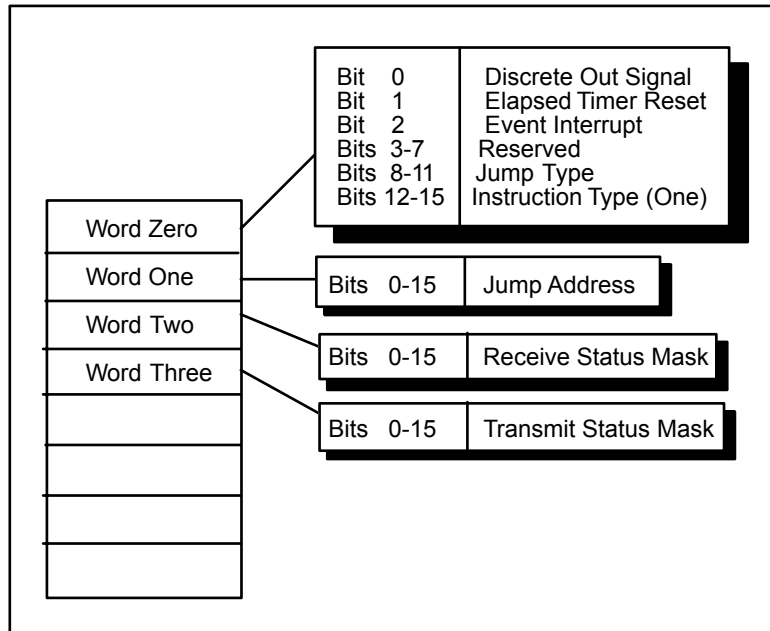 Bit 0 Discrete Out Signal
Bit 1 Elapsed Timer Reset
Bit 2 Event Interrupt
Bits 3-7 Reserved
Bits 8-11 Jump Type
Bits 12-15 Instruction Type (One)
Word Zero
Word One
Bits 0-15 Jump Address
Word Two
Bits 0-15 Receive Status Mask
Word Three
Bits 0-15 Transmit Status Mask